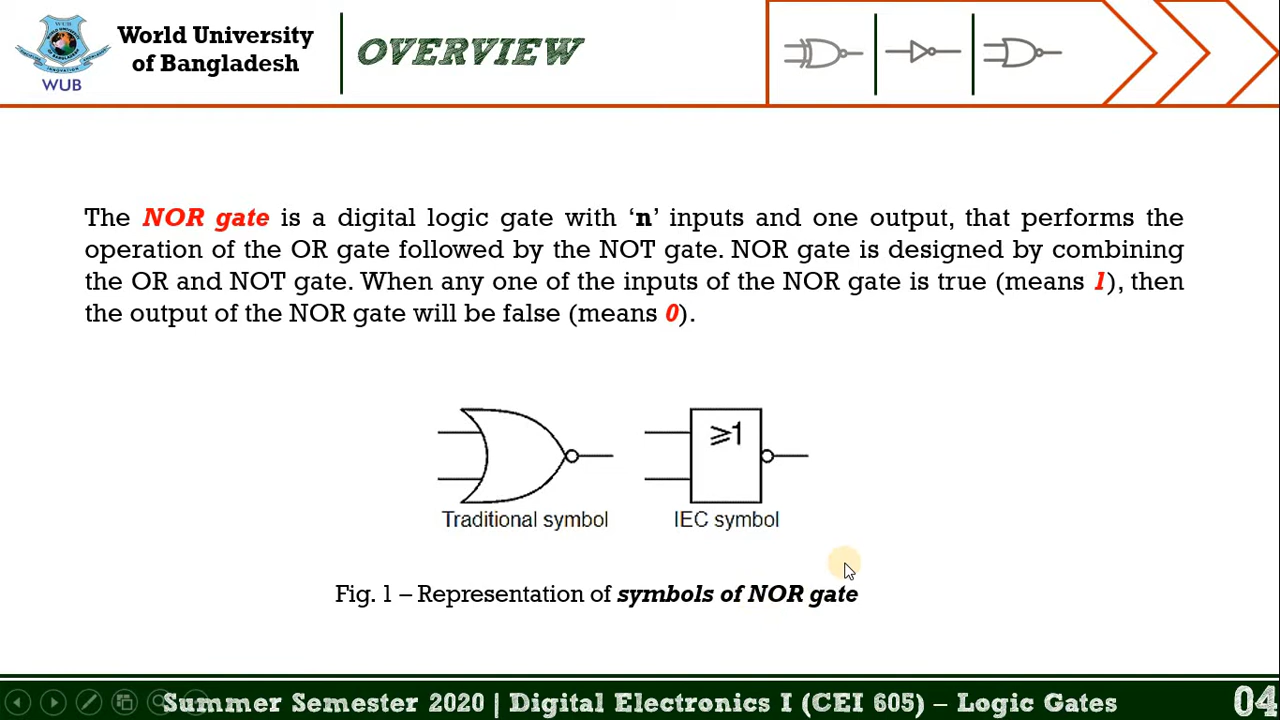 World University
of Bangladesh
WUB
WUB
OVERVIEW
The NOR gate is a digital logic gate with ‘n’ inputs and one output, that performs the
operation of the OR gate followed by the NOT gate. NOR gate is designed by combining
the OR and NOT gate. When any one of the inputs of the NOR gate is true (means 1), then
the output of the NOR gate will be false (means 0).
≥1
Traditional symbol
IEC symbol
Fig. 1 – Representation of symbols of NOR gate
Summer Semester 2020 | Digital Electronics I (CEI 605) – Logic Gates
04